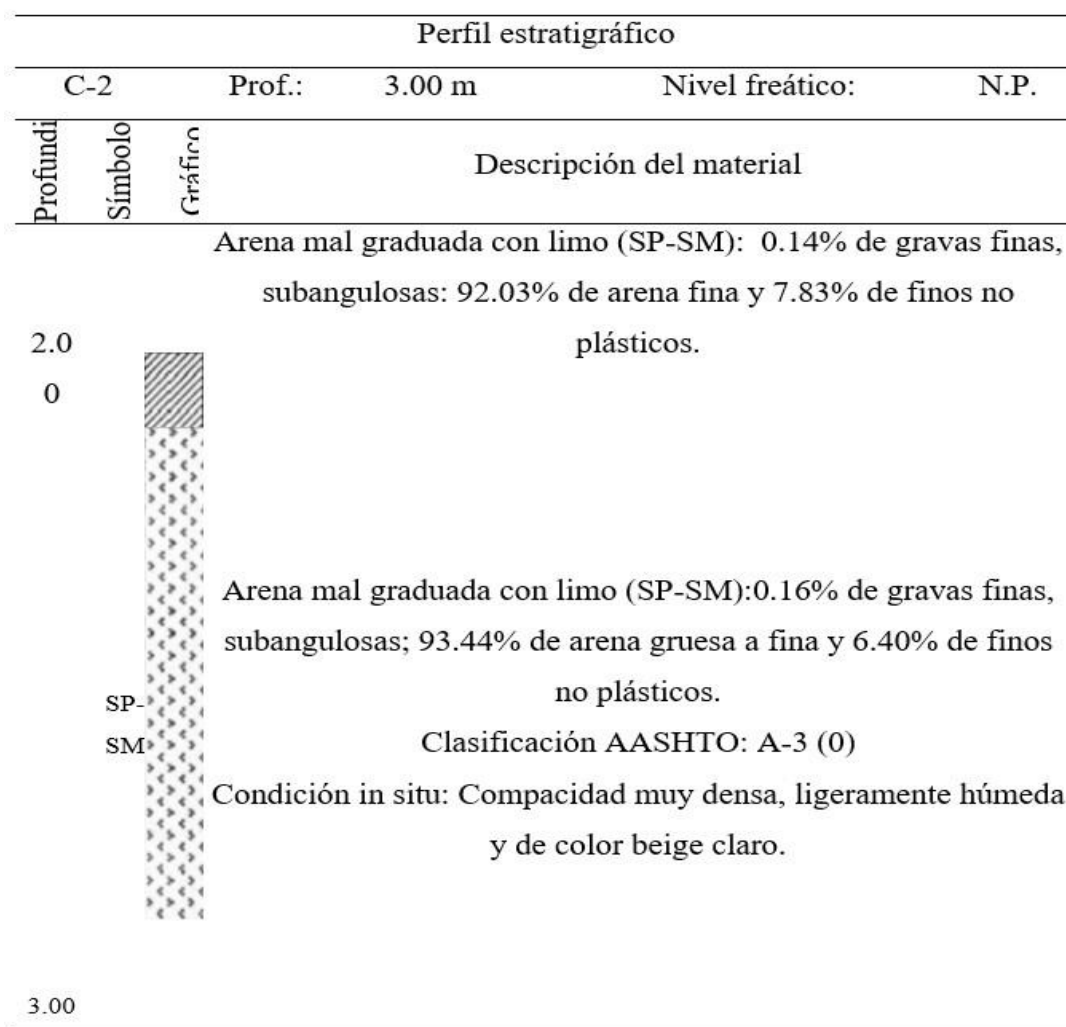 Perfil estratigráfico
C-2 Prof.: 3.00 m Nivel freático: N.P.
Profundi
Símbolo
Gráfico
Descripción del material
Arena mal graduada con limo (SP-SM): 0.14% de gravas finas,
subangulosas: 92.03% de arena fina y 7.83% de finos no
plásticos.
2.0
0
Arena mal graduada con limo (SP-SM):0.16% de gravas finas,
subangulosas; 93.44% de arena gruesa a fina y 6.40% de finos
no plásticos.
SP-
SM
Clasificación AASHTO: A-3 (0)
Condición in situ: Compacidad muy densa, ligeramente húmeda
y de color beige claro.
3.00